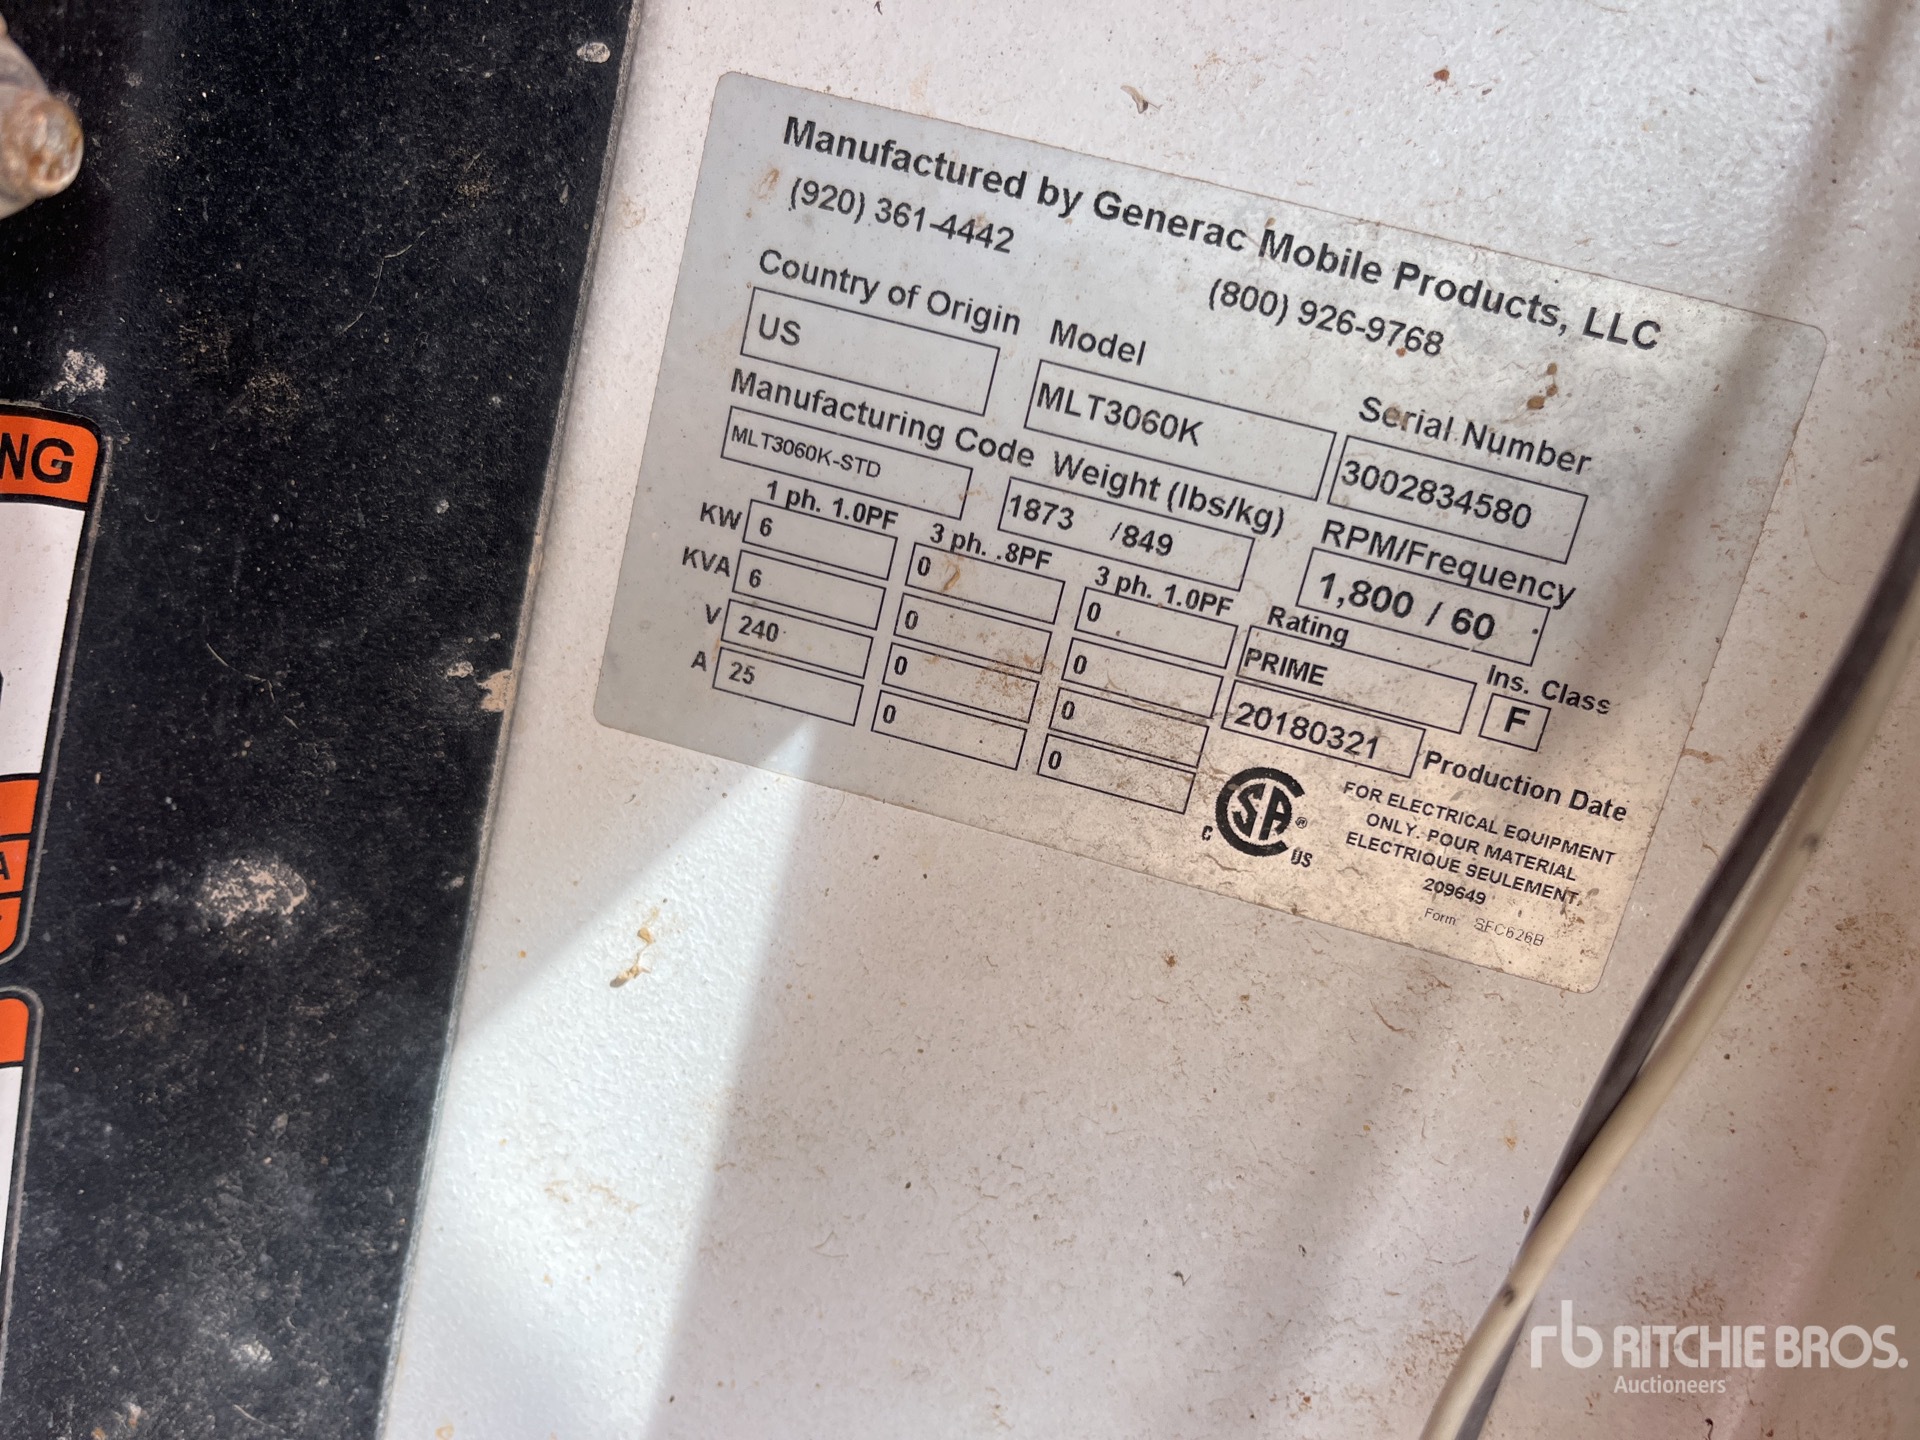 Manufactured by Generac Mobile Products, LLC
(920) 361-4442 (800) 926-9768
Country of Origin Model Serial Number
US MLT3060K 3002834580
Manufacturing Code Weight (lbs/kg) RPM/Frequency
MLT3060K-STD 1873 /849 1,800 / 60
1 ph. 1.0PF 3 ph. .8PF 3 ph. 1.0PF Rating Ins. Class
KW 6 0 0 PRIME F
KVA 6 0 0 20180321 Production Date
V 240 0 0
A 25 0 0
CSA®
C US
FOR ELECTRICAL EQUIPMENT
ONLY. POUR MATERIAL
ELECTRIQUE SEULEMENT.
209649
Form SFC626B
NG
A
rb RITCHIE BROS.
Auctioneers